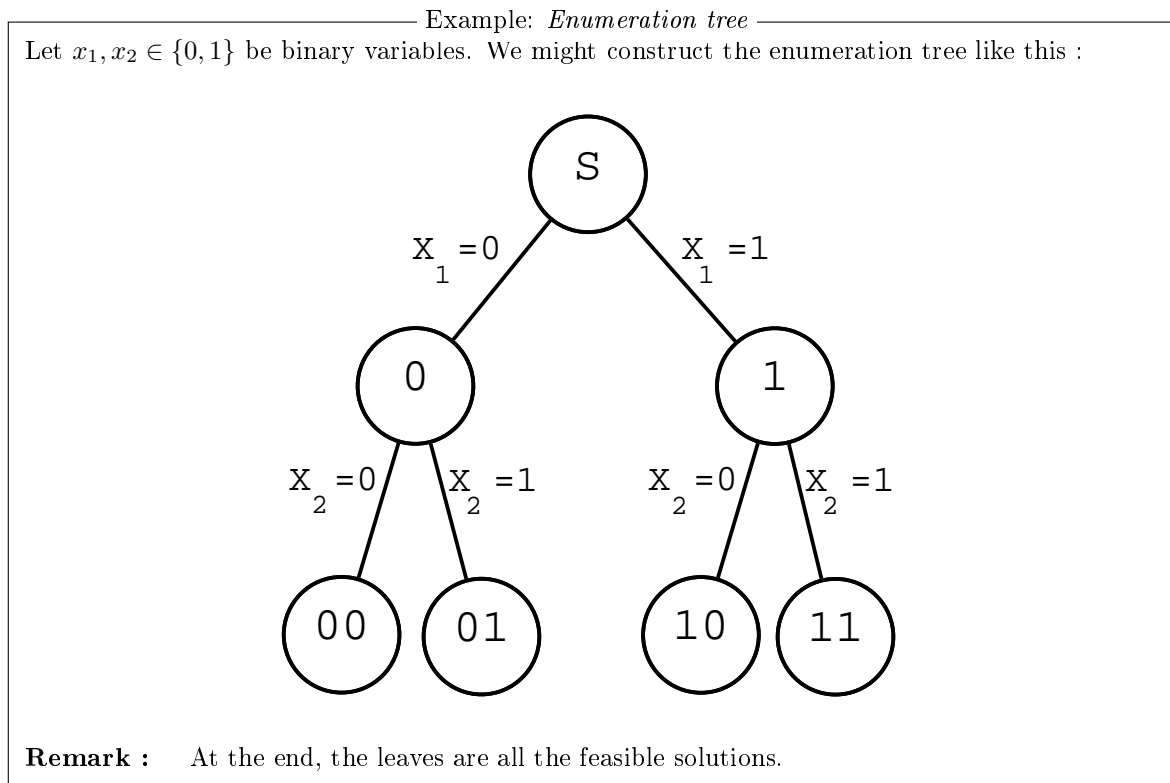 Example: Enumeration tree
Let x₁, x₂ ∈ {0, 1} be binary variables. We might construct the enumeration tree like this :
S
X₁ =0 X₁ =1
0 1
X₂ =0 X₂ =1 X₂ =0 X₂ =1
00 01 10 11
Remark : At the end, the leaves are all the feasible solutions.